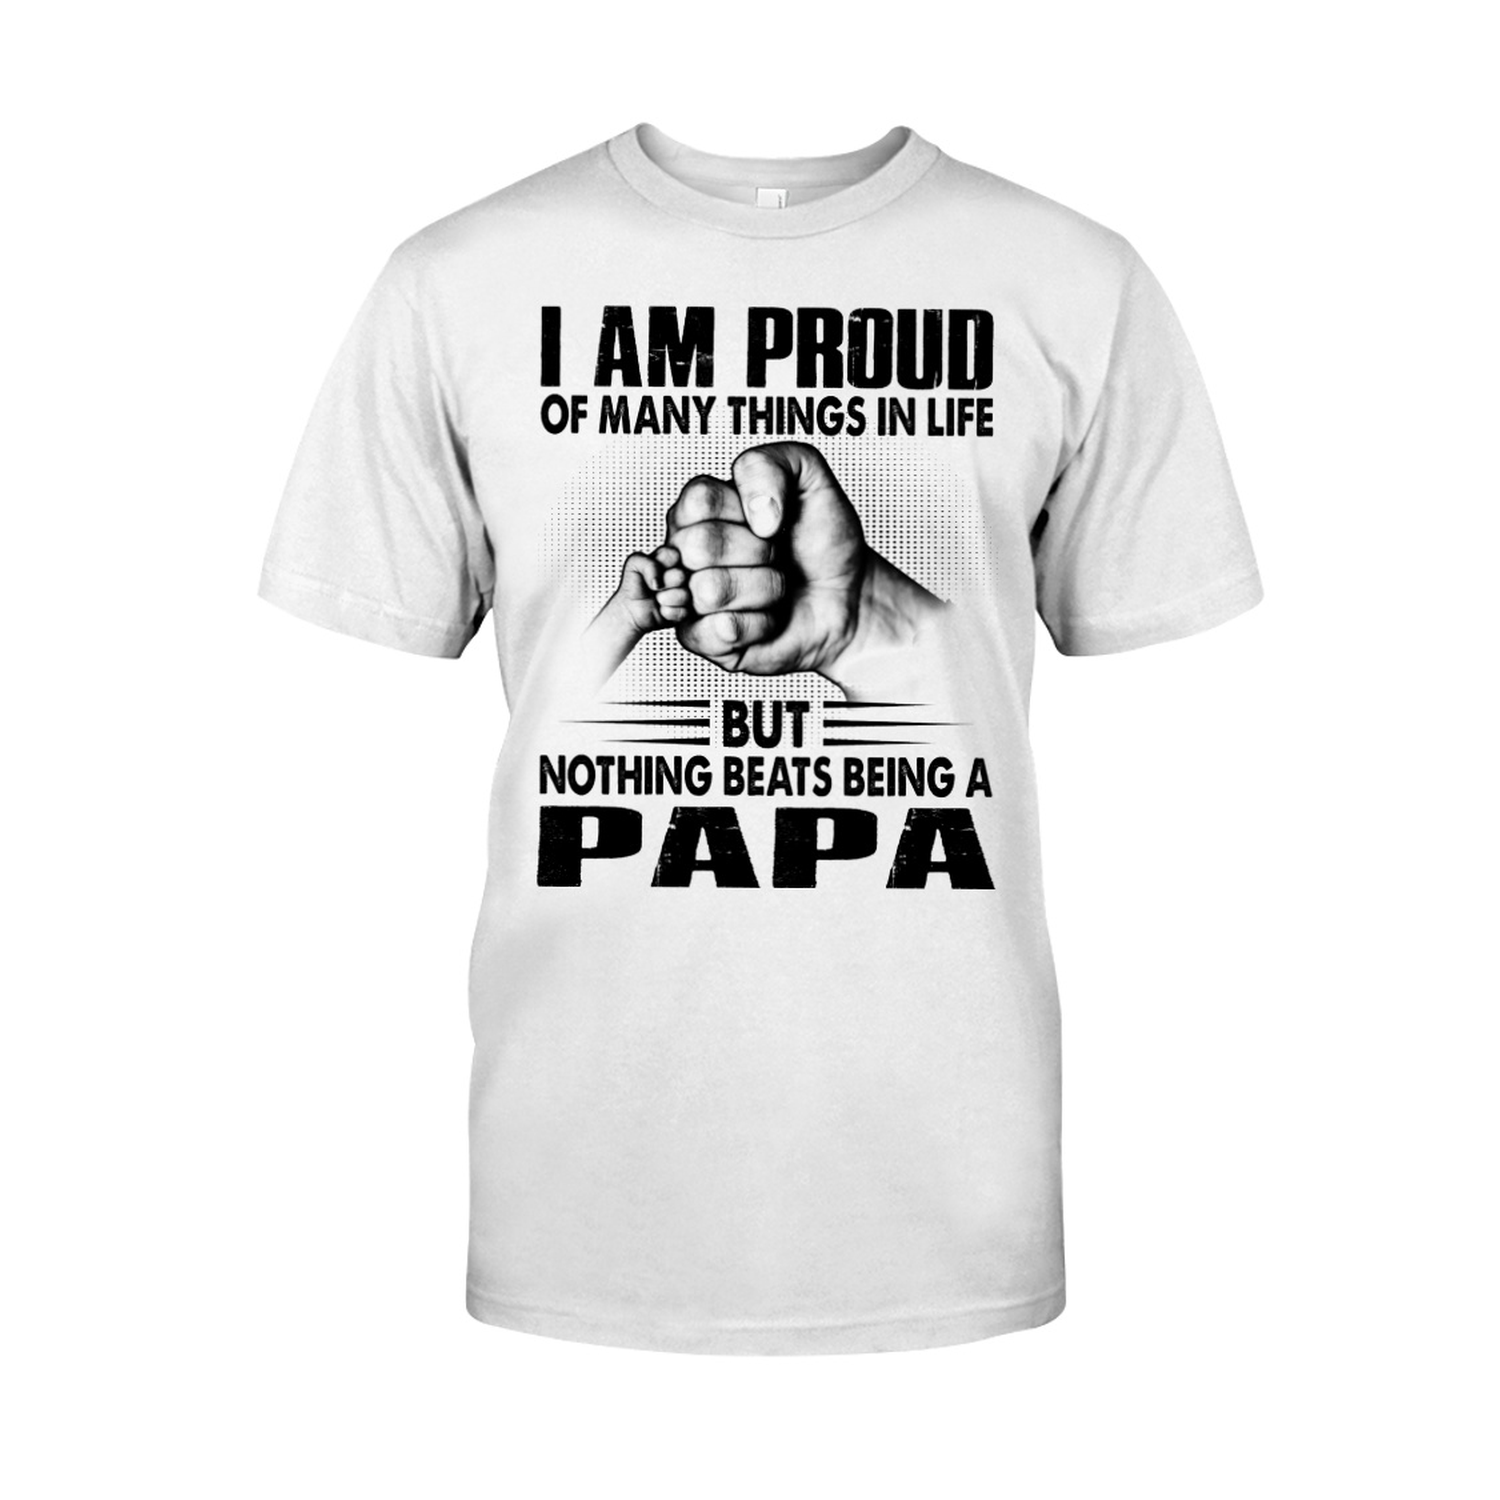 I AM PROUD
OF MANY THINGS IN LIFE
BUT
NOTHING BEATS BEING A
PAPA